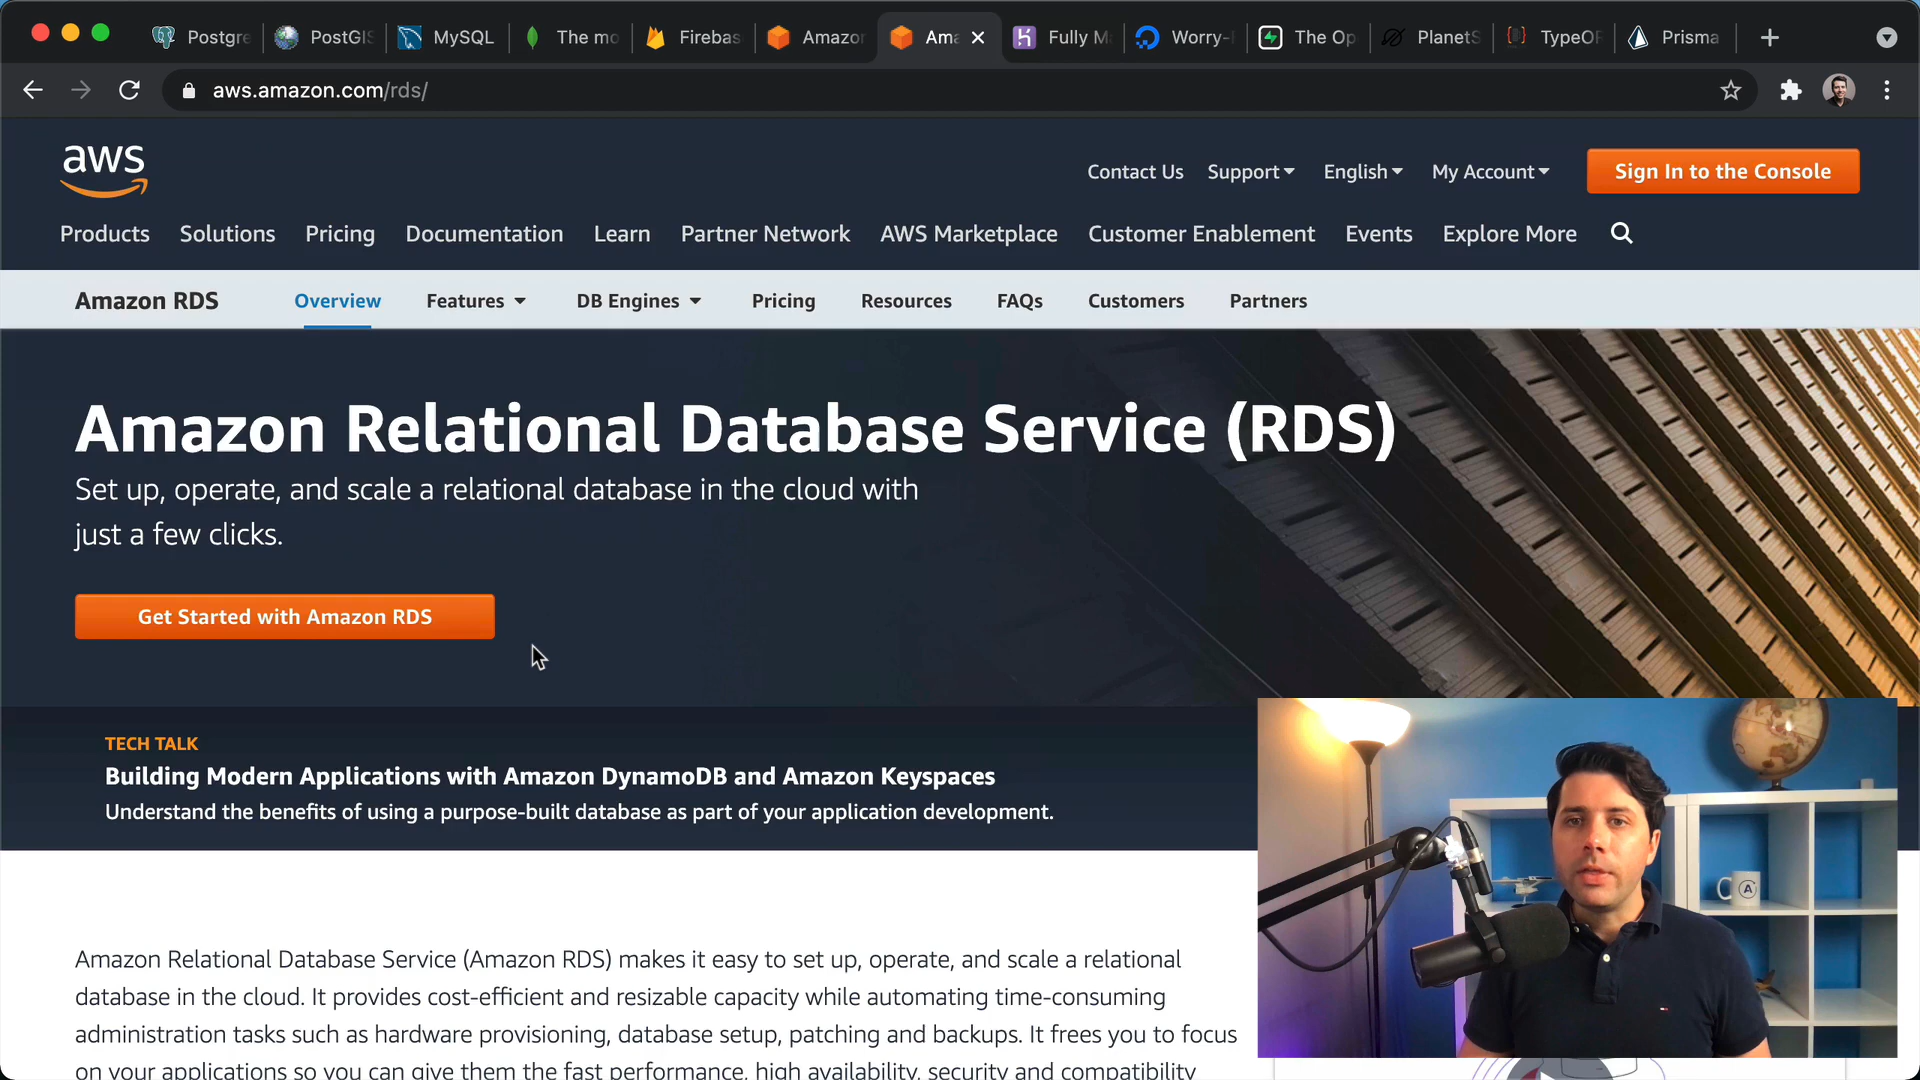 Postgre
PostGIS
MySQL
The mo
Firebas
Amazon
Ama
Fully Ma
Worry-
The Op
PlanetS
TypeOR
Prisma
aws.amazon.com/rds/
aws
Contact Us
Support
English
My Account
Sign In to the Console
Products
Solutions
Pricing
Documentation
Learn
Partner Network
AWS Marketplace
Customer Enablement
Events
Explore More
Amazon RDS
Overview
Features
DB Engines
Pricing
Resources
FAQs
Customers
Partners
Amazon Relational Database Service (RDS)
Set up, operate, and scale a relational database in the cloud with
just a few clicks.
Get Started with Amazon RDS
TECH TALK
Building Modern Applications with Amazon DynamoDB and Amazon Keyspaces
Understand the benefits of using a purpose-built database as part of your application development.
A
Amazon Relational Database Service (Amazon RDS) makes it easy to set up, operate, and scale a relational
database in the cloud. It provides cost-efficient and resizable capacity while automating time-consuming
administration tasks such as hardware provisioning, database setup, patching and backups. It frees you to focus
on your applications so you can give them the fast performance, high availability, security and compatibility